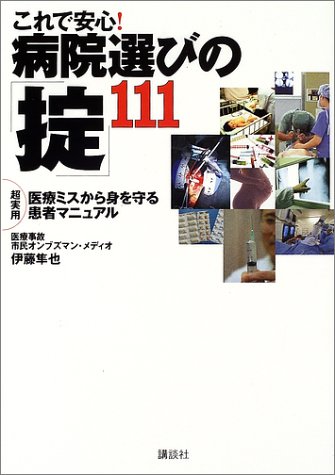 これで安心!
病院選びの
「掟」111
超実用
医療ミスから身を守る
患者マニュアル
医療事故
市民オンブズマン・メディオ
伊藤隼也
講談社